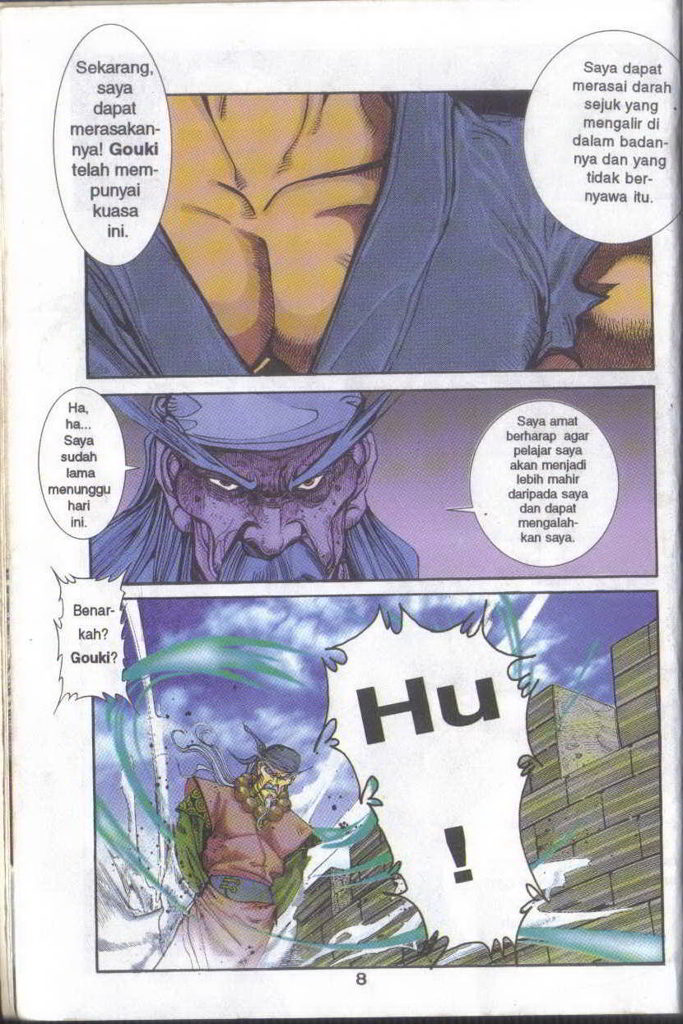 Sekarang,
saya
dapat
merasakan-
nya! Gouki
telah mem-
punyai
kuasa
ini.
Saya dapat
merasai darah
sejuk yang
mengalir di
dalam badan-
nya dan yang
tidak ber-
nyawa itu.
Ha,
ha...
Saya
sudah
lama
menunggu
hari
ini.
Saya amat
berharap agar
pelajar saya
akan menjadi
lebih mahir
daripada saya
dan dapat
mengalah-
kan saya.
Benar-
kah?
Gouki?
Hu
!
8